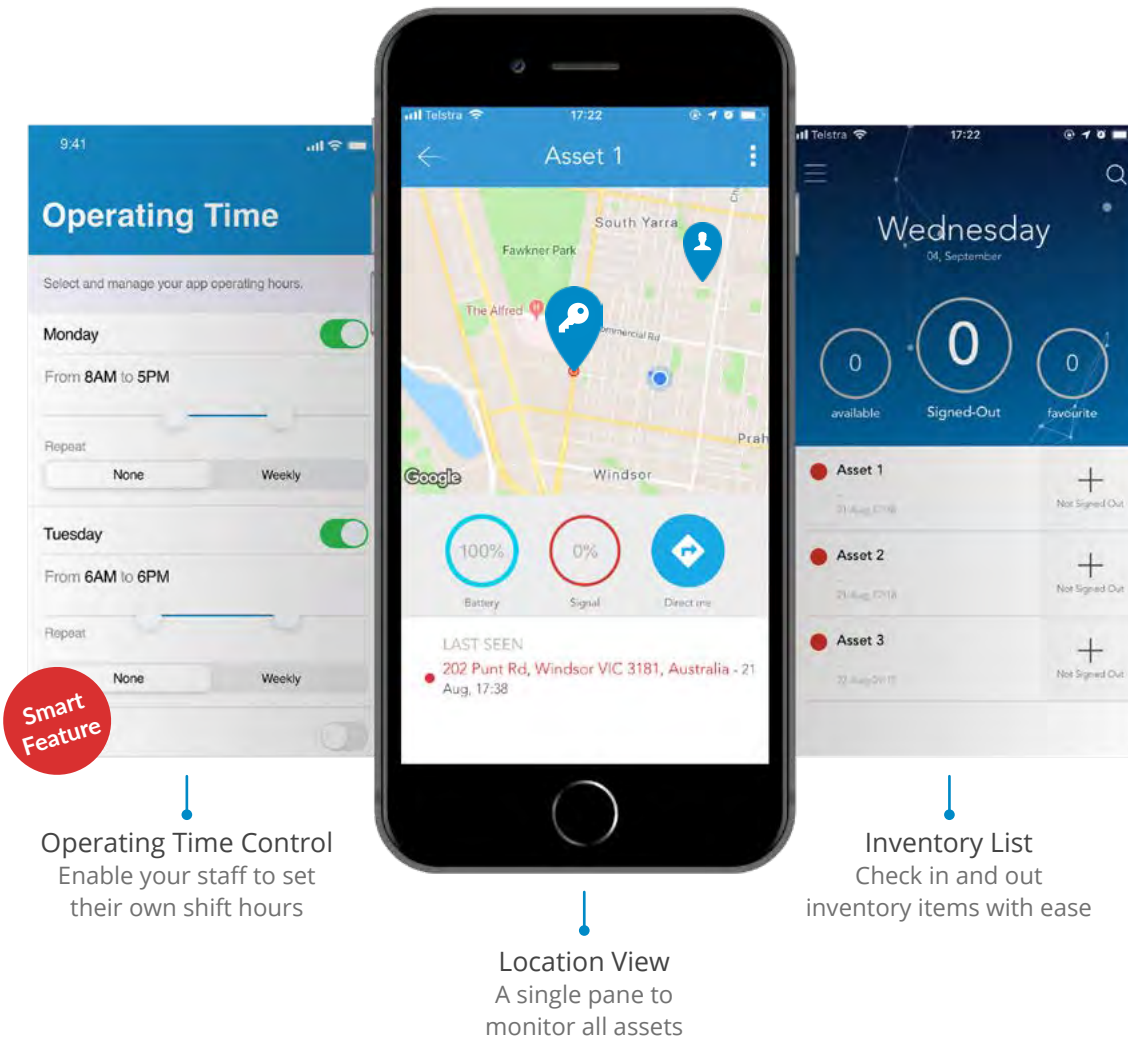 9:41
Operating Time
Select and manage your app operating hours.
Monday
From 8AM to 5PM
Repeat
None Weekly
Tuesday
From 6AM to 6PM
Repeat
None Weekly
Smart
Feature
Operating Time Control
Enable your staff to set
their own shift hours
Telstra 17:22
Asset 1
South Yarra
Fawkner Park
The Alfred
Windsor
Google
100% 0%
Battery Signal Direct me
LAST SEEN
202 Punt Rd, Windsor VIC 3181, Australia - 21
Aug, 17:38
Location View
A single pane to
monitor all assets
Telstra 17:22
Wednesday
04, September
0 0 0
available Signed-Out favourite
Asset 1
Not Signed Out
Asset 2
Not Signed Out
Asset 3
Not Signed Out
Inventory List
Check in and out
inventory items with ease